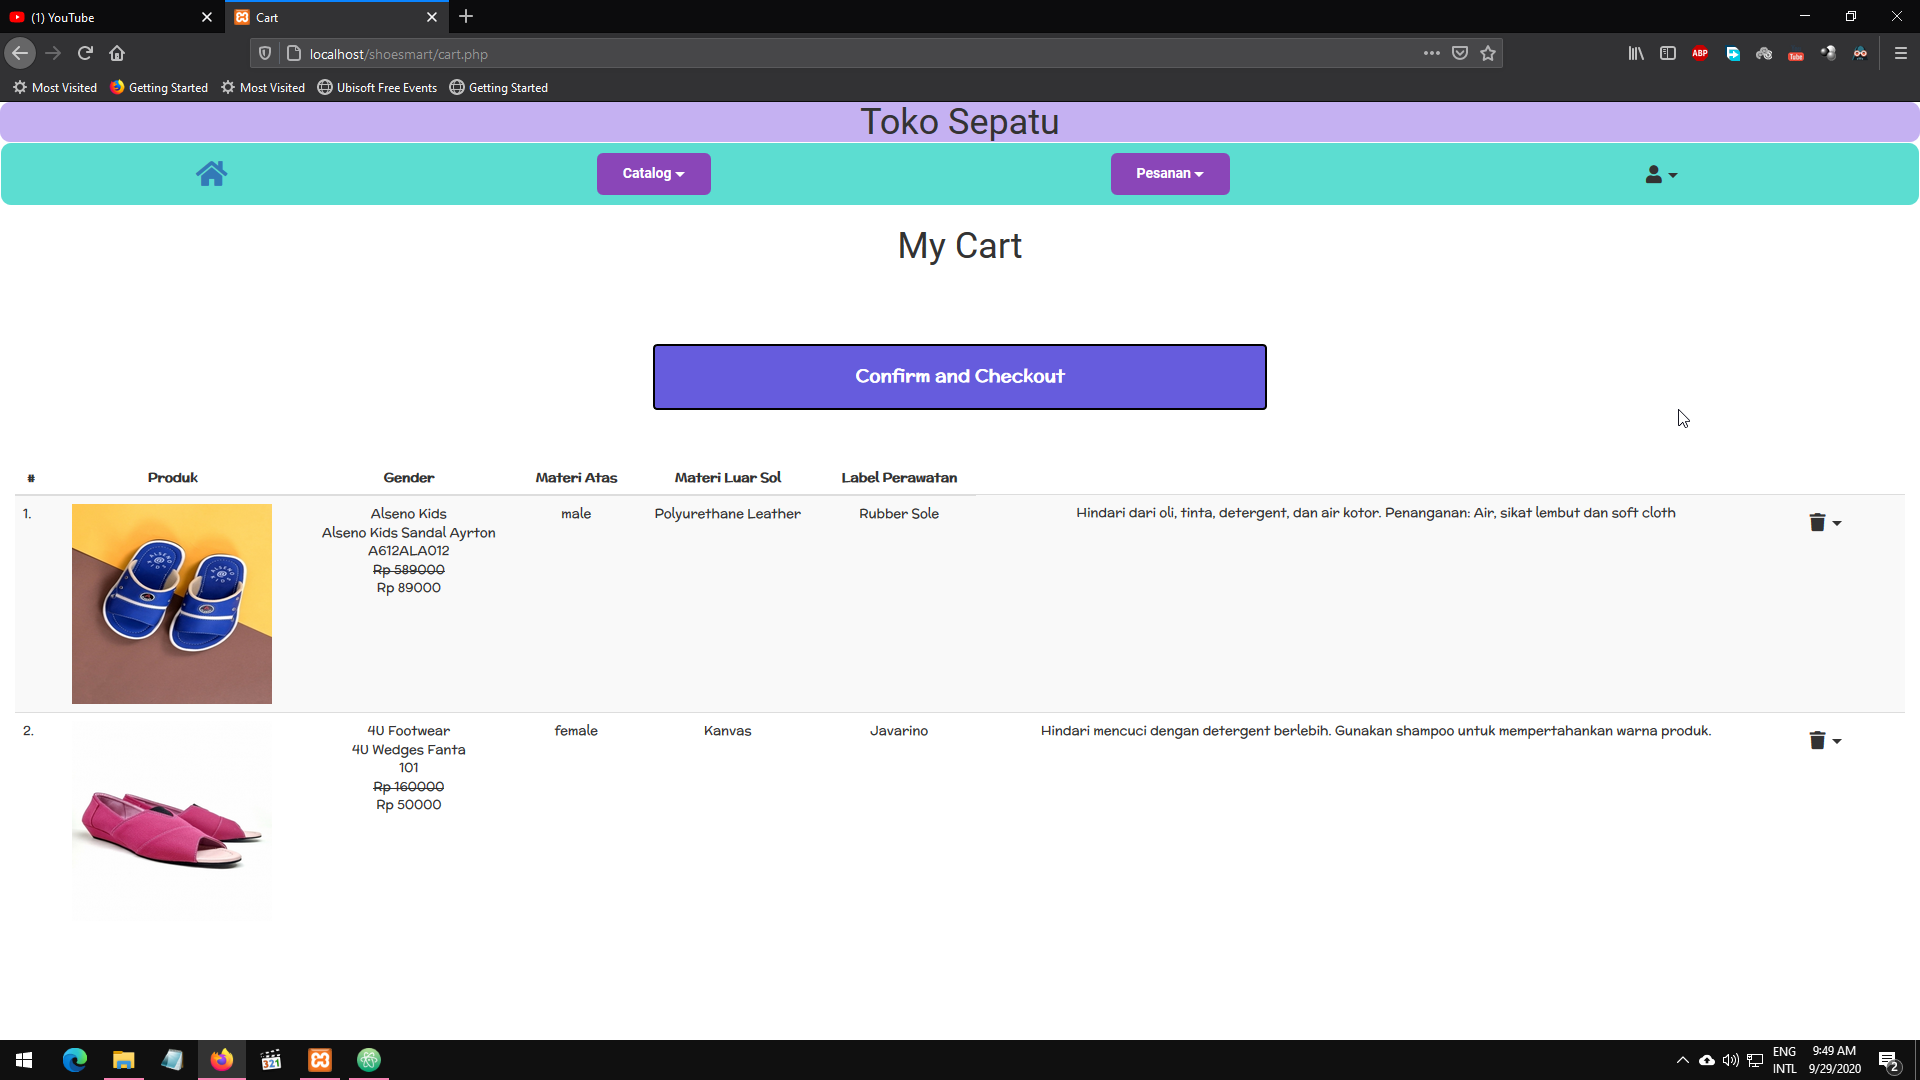 (1) YouTube
Cart
localhost/shoesmart/cart.php
ABP
Tube
Most Visited
Getting Started
Most Visited
Ubisoft Free Events
Getting Started
Toko Sepatu
Catalog
Pesanan
My Cart
Confirm and Checkout
# Produk Gender Materi Atas Materi Luar Sol Label Perawatan
1. Alseno Kids male Polyurethane Leather Rubber Sole Hindari dari oli, tinta, detergent, dan air kotor. Penanganan: Air, sikat lembut dan soft cloth
Alseno Kids Sandal Ayrton
A612ALA012
Rp 589000
Rp 89000
2. 4U Footwear female Kanvas Javarino Hindari mencuci dengan detergent berlebih. Gunakan shampoo untuk mempertahankan warna produk.
4U Wedges Fanta
101
Rp 160000
Rp 50000
321
ENG
INTL
9:49 AM
9/29/2020
2